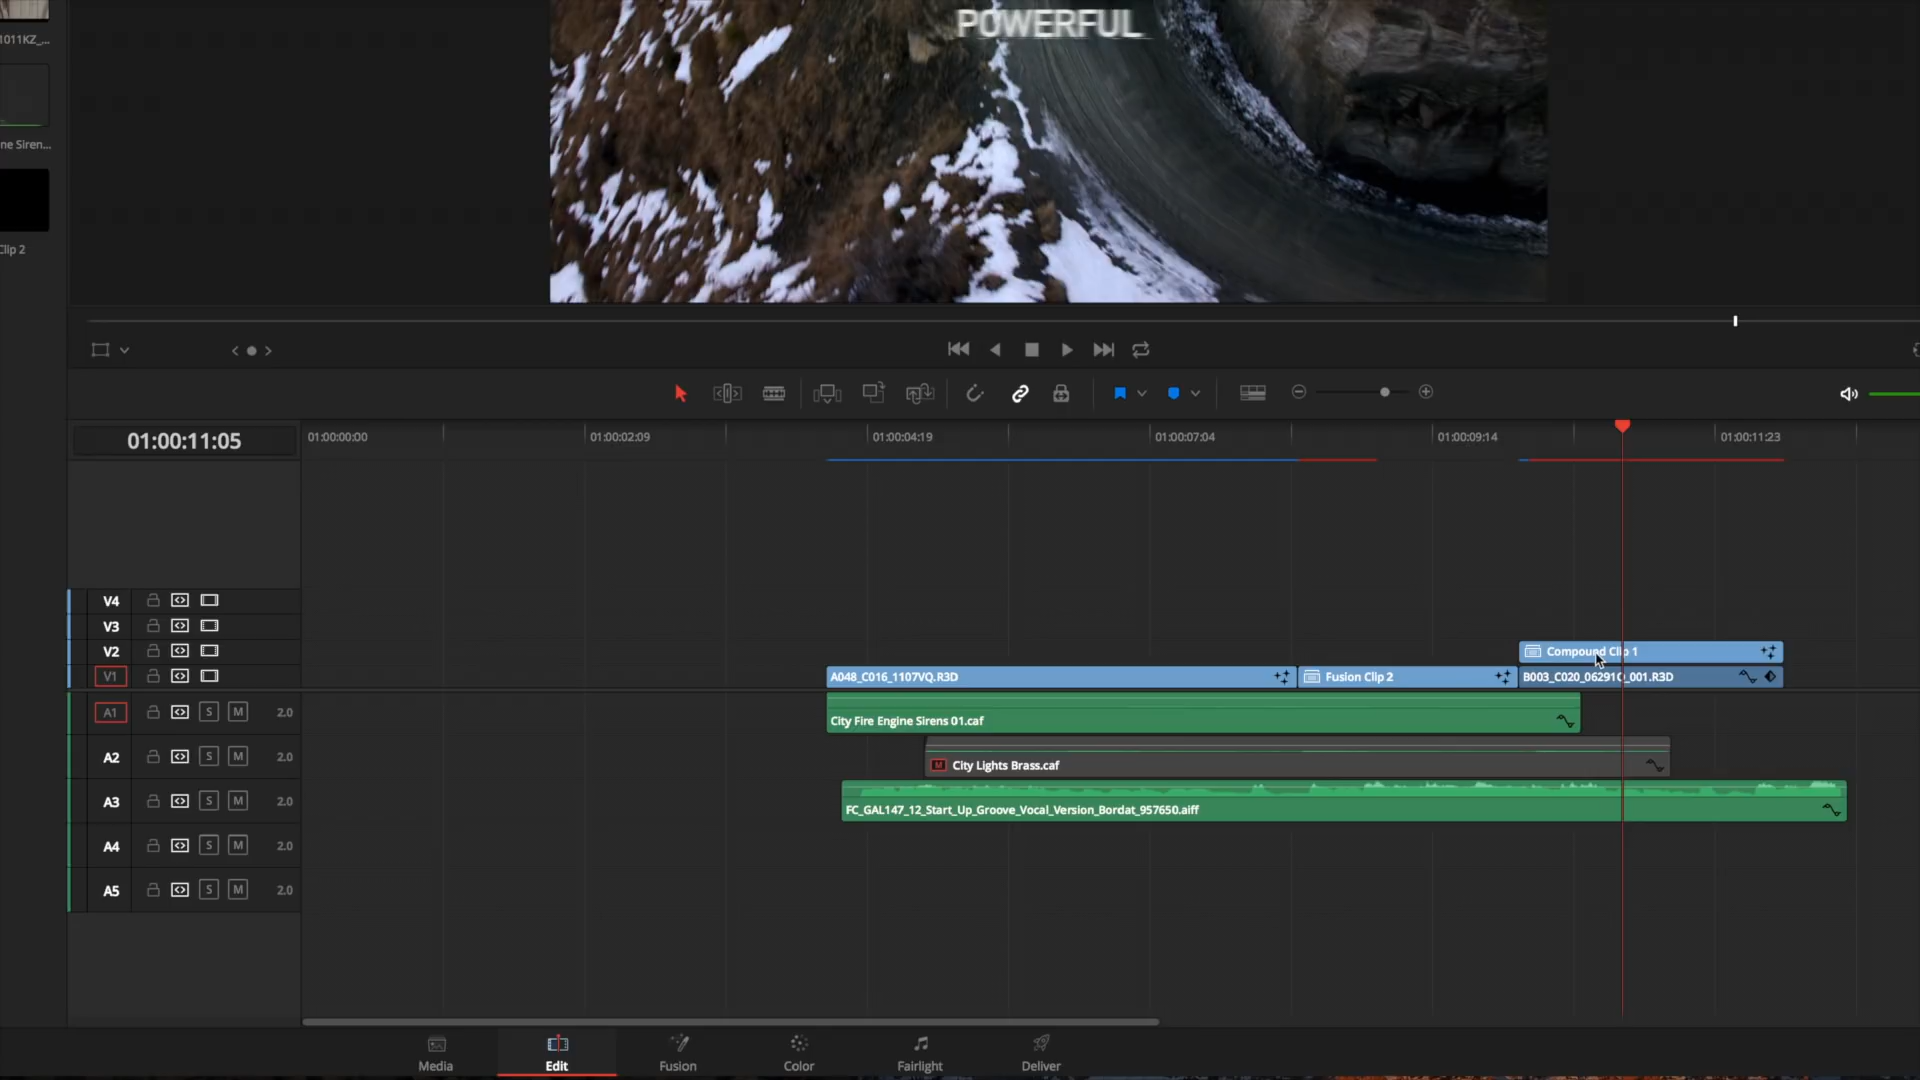 POWERFUL
1011KZ_...
ne Siren...
Clip 2
01:00:11:05
01:00:00:00
01:00:02:09
01:00:04:19
01:00:07:04
01:00:09:14
01:00:11:23
V4
V3
V2
Compound Clip 1
V1
A048_C016_1107VQ.R3D
Fusion Clip 2
B003_C020_0629 _001.R3D
A1 S M 2.0
City Fire Engine Sirens 01.caf
A2 S M 2.0
M City Lights Brass.caf
A3 S M 2.0
FC_GAL147_12_Start_Up_Groove_Vocal_Version_Bordat_957650.aiff
A4 S M 2.0
A5 S M 2.0
Media
Edit
Fusion
Color
Fairlight
Deliver